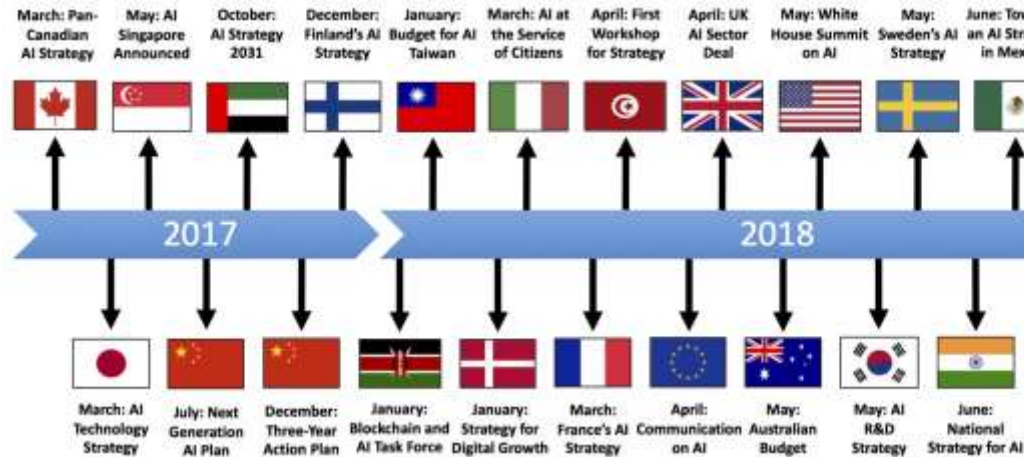 March: Pan-
Canadian
AI Strategy
May: AI
Singapore
Announced
October:
AI Strategy
2031
December:
Finland's AI
Strategy
January:
Budget for AI
Taiwan
March: AI at
the Service
of Citizens
April: First
Workshop
for Strategy
April: UK
AI Sector
Deal
May: White
House Summit
on AI
May:
Sweden's AI
Strategy
June:
an AI
in
2017
2018
March: AI
Technology
Strategy
July: Next
Generation
AI Plan
December:
Three-Year
Action Plan
January:
Blockchain and
AI Task Force
January:
Strategy for
Digital Growth
March:
France's AI
Strategy
April:
Communication
on AI
May:
Australian
Budget
May: AI
R&D
Strategy
June:
National
Strategy for AI